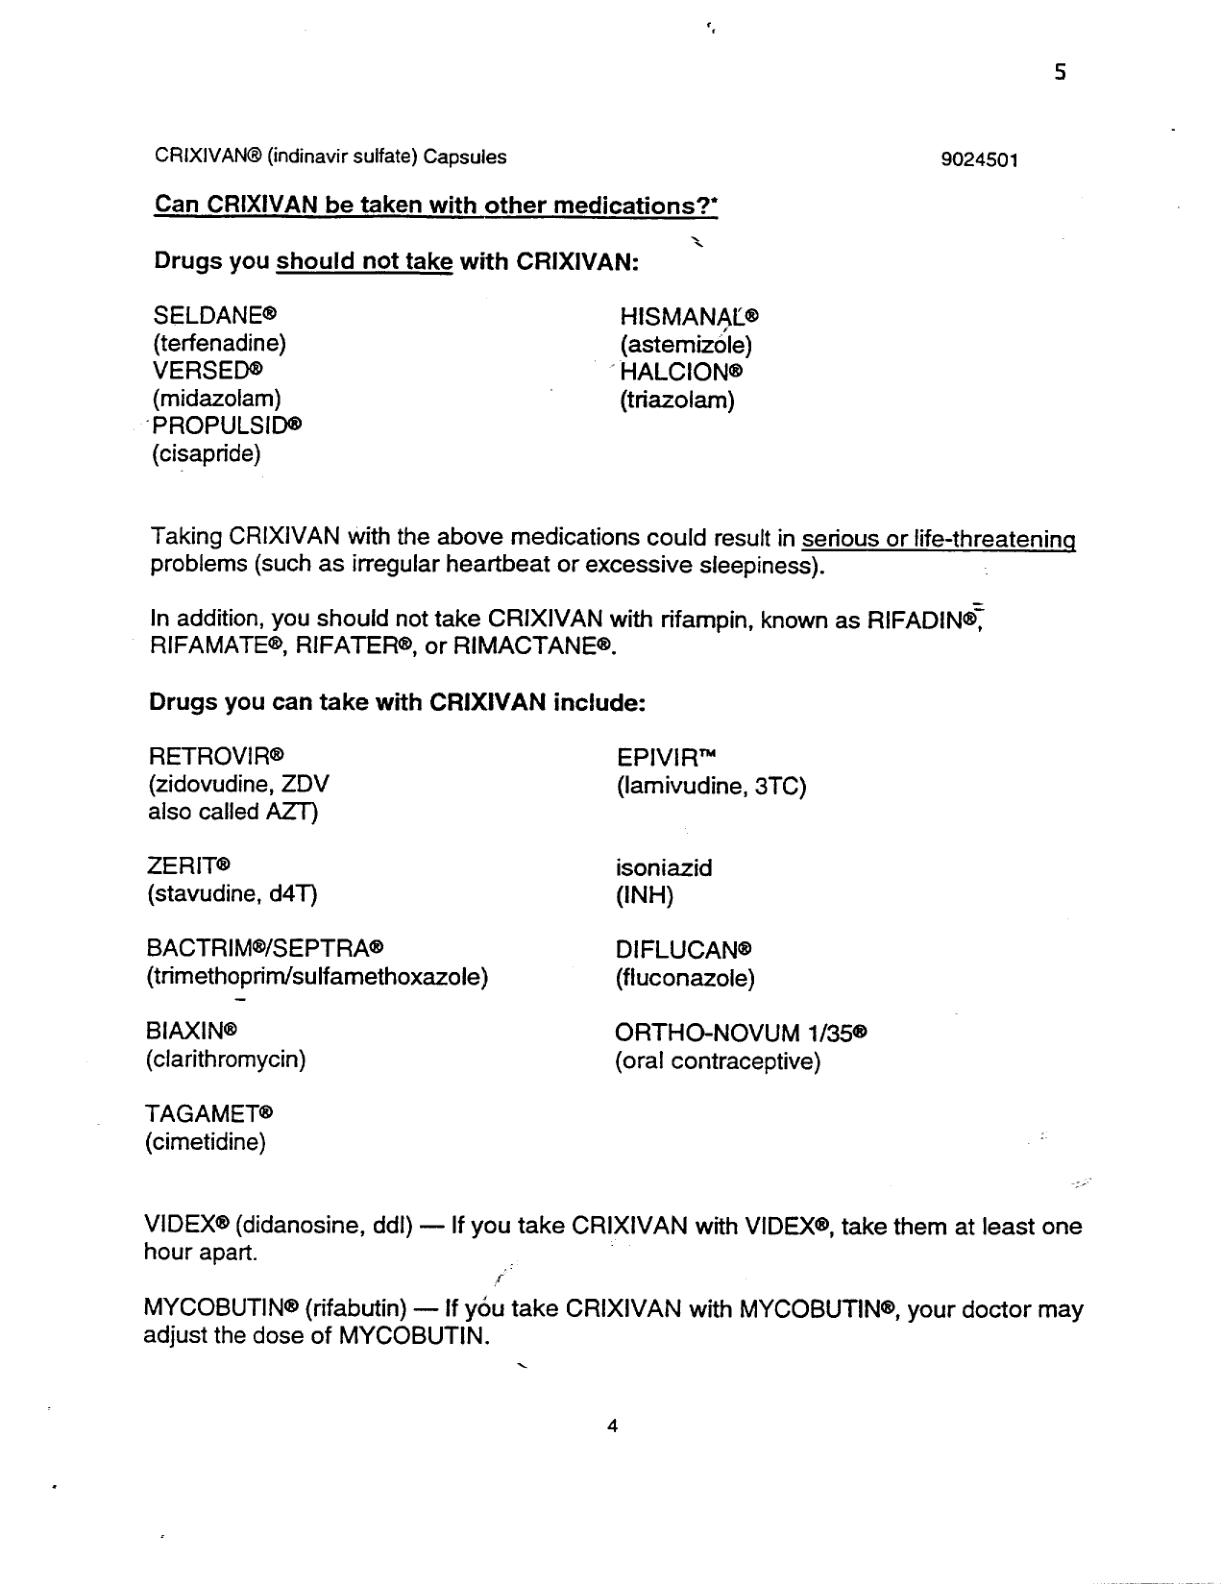 5
CRIXIVAN® (indinavir sulfate) Capsules 9024501
Can CRIXIVAN be taken with other medications?*
Drugs you should not take with CRIXIVAN:
SELDANE® HISMANAL®
(terfenadine) (astemizole)
VERSED® HALCION®
(midazolam) (triazolam)
PROPULSID®
(cisapride)
Taking CRIXIVAN with the above medications could result in serious or life-threatening
problems (such as irregular heartbeat or excessive sleepiness).
In addition, you should not take CRIXIVAN with rifampin, known as RIFADIN®,
RIFAMATE®, RIFATER®, or RIMACTANE®.
Drugs you can take with CRIXIVAN include:
RETROVIR® EPIVIR™
(zidovudine, ZDV (lamivudine, 3TC)
also called AZT)
ZERIT® isoniazid
(stavudine, d4T) (INH)
BACTRIM®/SEPTRA® DIFLUCAN®
(trimethoprim/sulfamethoxazole) (fluconazole)
BIAXIN® ORTHO-NOVUM 1/35®
(clarithromycin) (oral contraceptive)
TAGAMET®
(cimetidine)
VIDEX® (didanosine, ddI) — If you take CRIXIVAN with VIDEX®, take them at least one
hour apart.
MYCOBUTIN® (rifabutin) — If you take CRIXIVAN with MYCOBUTIN®, your doctor may
adjust the dose of MYCOBUTIN.
4